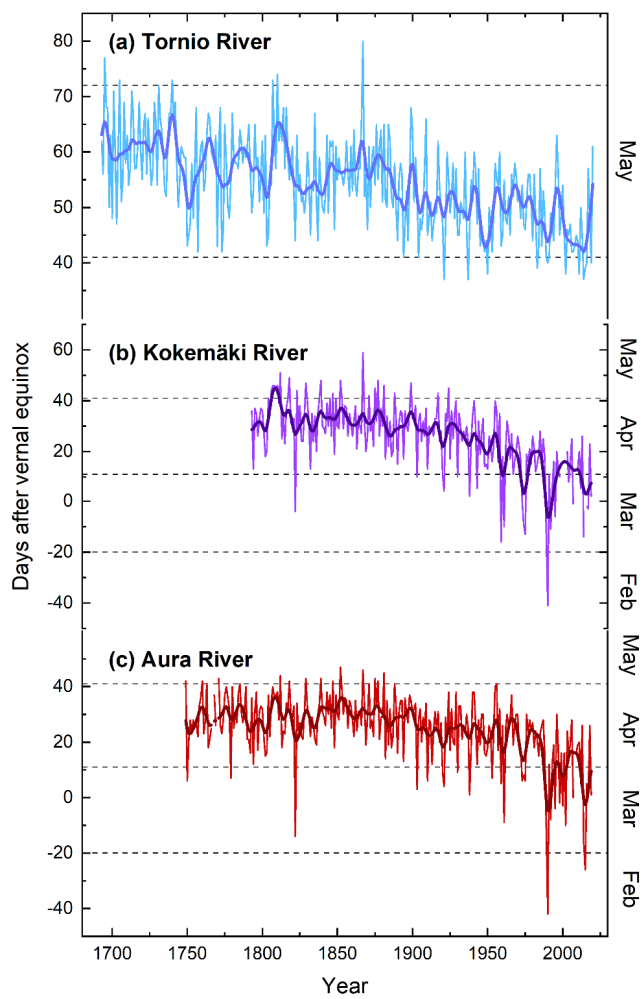 (a) Tornio River
80
70
60
50
40
May
(b) Kokemäki River
60
40
20
0
-20
-40
May
Apr
Mar
Feb
Days after vernal equinox
(c) Aura River
40
20
0
-20
-40
May
Apr
Mar
Feb
1700
1750
1800
1850
1900
1950
2000
Year